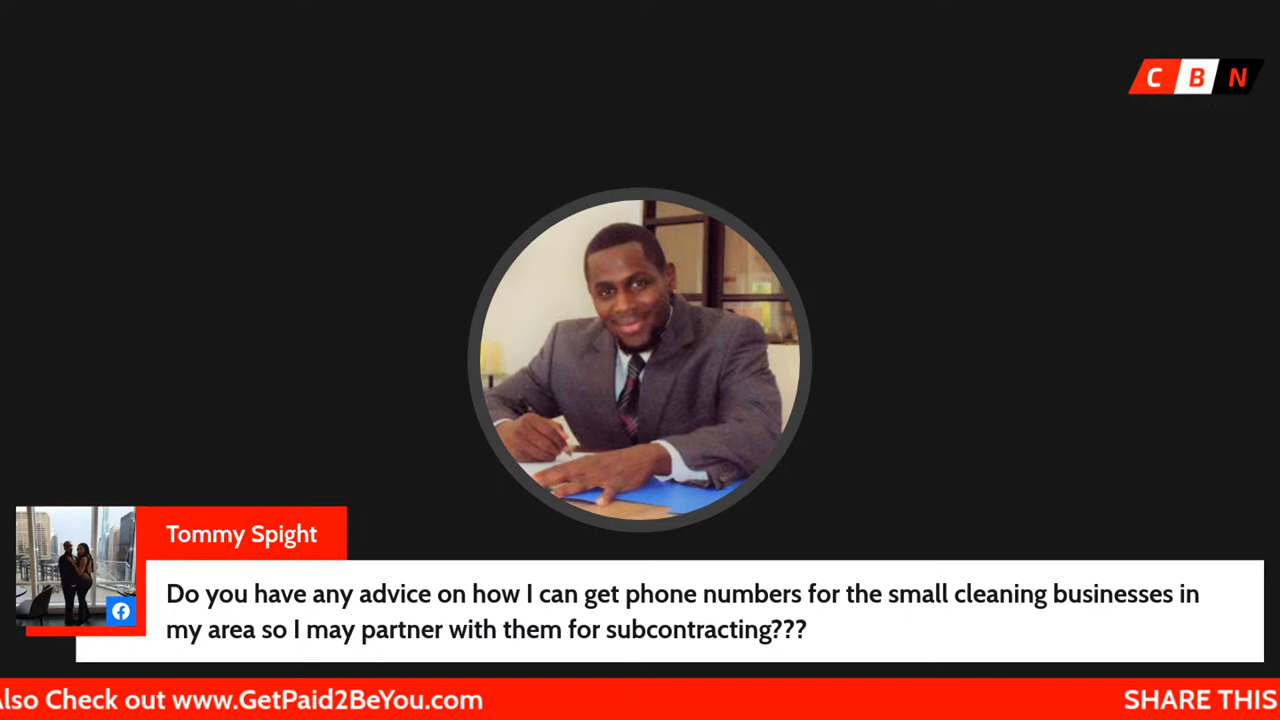 C B N
Tommy Spight
Do you have any advice on how I can get phone numbers for the small cleaning businesses in
my area so I may partner with them for subcontracting???
Also Check out www.GetPaid2BeYou.com
SHARE THIS